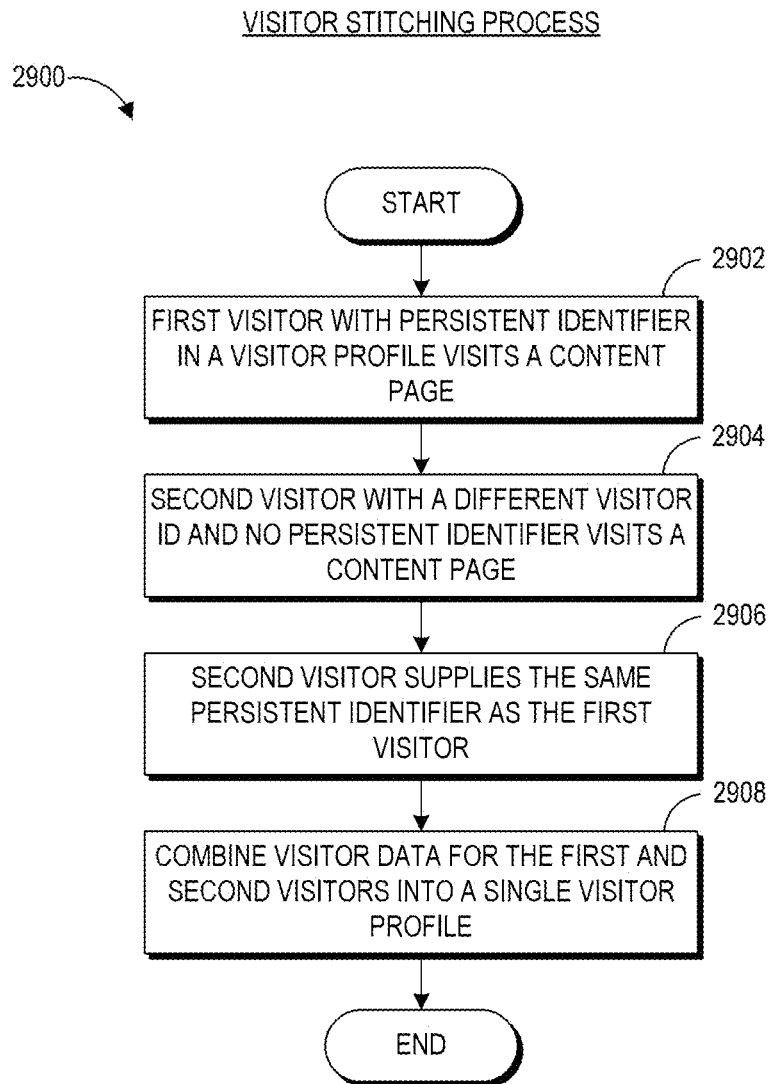 VISITOR STITCHING PROCESS
2900
START
2902
FIRST VISITOR WITH PERSISTENT IDENTIFIER
IN A VISITOR PROFILE VISITS A CONTENT
PAGE
2904
SECOND VISITOR WITH A DIFFERENT VISITOR
ID AND NO PERSISTENT IDENTIFIER VISITS A
CONTENT PAGE
2906
SECOND VISITOR SUPPLIES THE SAME
PERSISTENT IDENTIFIER AS THE FIRST
VISITOR
2908
COMBINE VISITOR DATA FOR THE FIRST AND
SECOND VISITORS INTO A SINGLE VISITOR
PROFILE
END